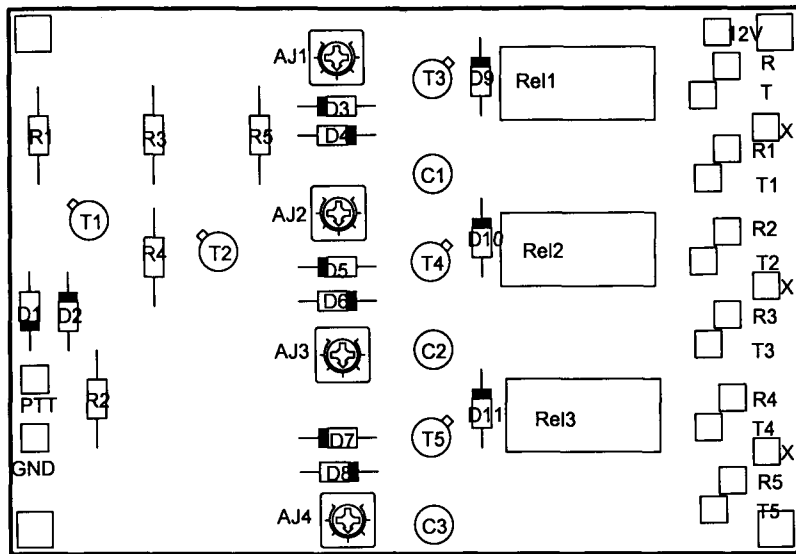 12V
AJ1
R
T3
D9
Rel1
T
D3
R1
R3
R5
D4
X
R1
C1
T1
AJ2
T1
R2
T2
R4
D10
Rel2
T4
T2
D5
X
D6
R3
D1
D2
AJ3
C2
T3
PTT
R2
R4
D11
Rel3
T4
GND
D7
T5
X
D8
R5
AJ4
C3
T5